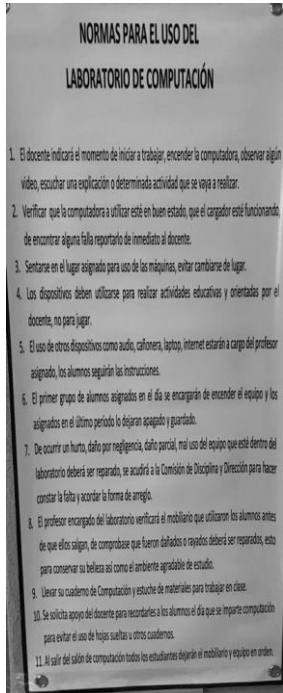 NORMAS PARA EL USO DEL
LABORATORIO DE COMPUTACIÓN
1. El docente indicará el momento de iniciar a trabajar, encender la computadora, observar algún
video, escuchar una explicación o determinada actividad que se vaya a realizar.
2. Verificar que la computadora a utilizar esté en buen estado, que el cargador esté funcionando,
de encontrar alguna falla reportarlo de inmediato al docente.
3. Sentarse en el lugar asignado para uso de las máquinas, evitar cambiarse de lugar.
4. Los dispositivos deben utilizarse para realizar actividades educativas y orientadas por el
docente, no para jugar.
5. El uso de otros dispositivos como audio, cañonera, laptop, internet estarán a cargo del profesor
asignado, los alumnos seguirán las instrucciones.
6. El primer grupo de alumnos asignados en el día se encargarán de encender el equipo y los
asignados en el último período lo dejaran apagado y guardado.
7. De ocurrir un hurto, daño por negligencia, daño parcial, mal uso del equipo que esté dentro del
laboratorio deberá ser reparado, se acudirá a la Comisión de Disciplina y Dirección para hacer
constar la falta y acordar la forma de arreglo.
8. El profesor encargado del laboratorio verificará el mobiliario que utilizaron los alumnos antes
de que ellos salgan, de comprobase que fueron dañados o rayados deberá ser reparados, esto
para conservar su belleza así como el ambiente agradable de estudio.
9. Llevar su cuaderno de Computación y estuche de materiales para trabajar en clase.
10. Se solicita apoyo del docente para recordarles a los alumnos el día que se imparte computación
para evitar el uso de hojas sueltas u otros cuadernos.
11. Al salir del salón de computación todos los estudiantes dejarán el mobiliario y equipo en orden.